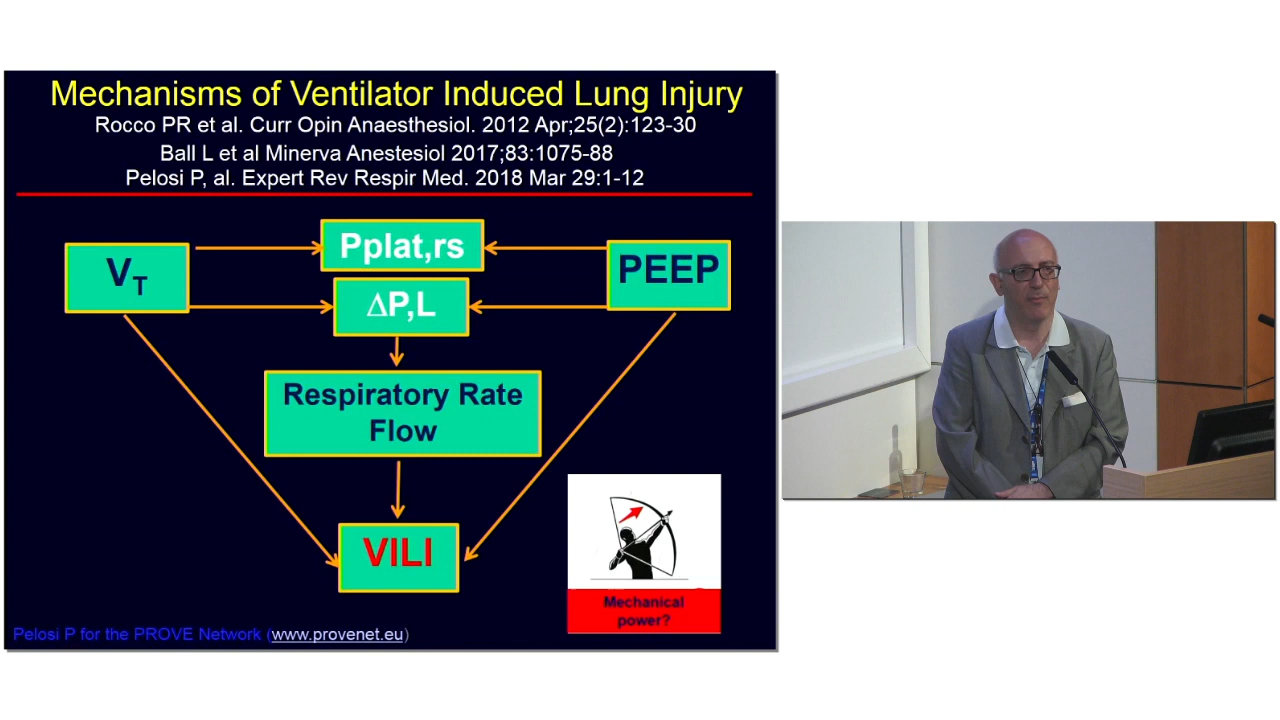 Mechanisms of Ventilator Induced Lung Injury
Rocco PR et al. Curr Opin Anaesthesiol. 2012 Apr;25(2):123-30
Ball L et al Minerva Anestesiol 2017;83:1075-88
Pelosi P, al. Expert Rev Respir Med. 2018 Mar 29:1-12
VT
Pplat,rs
PEEP
ΔP,L
Respiratory Rate
Flow
VILI
Mechanical
power?
Pelosi P for the PROVE Network (www.provenet.eu)